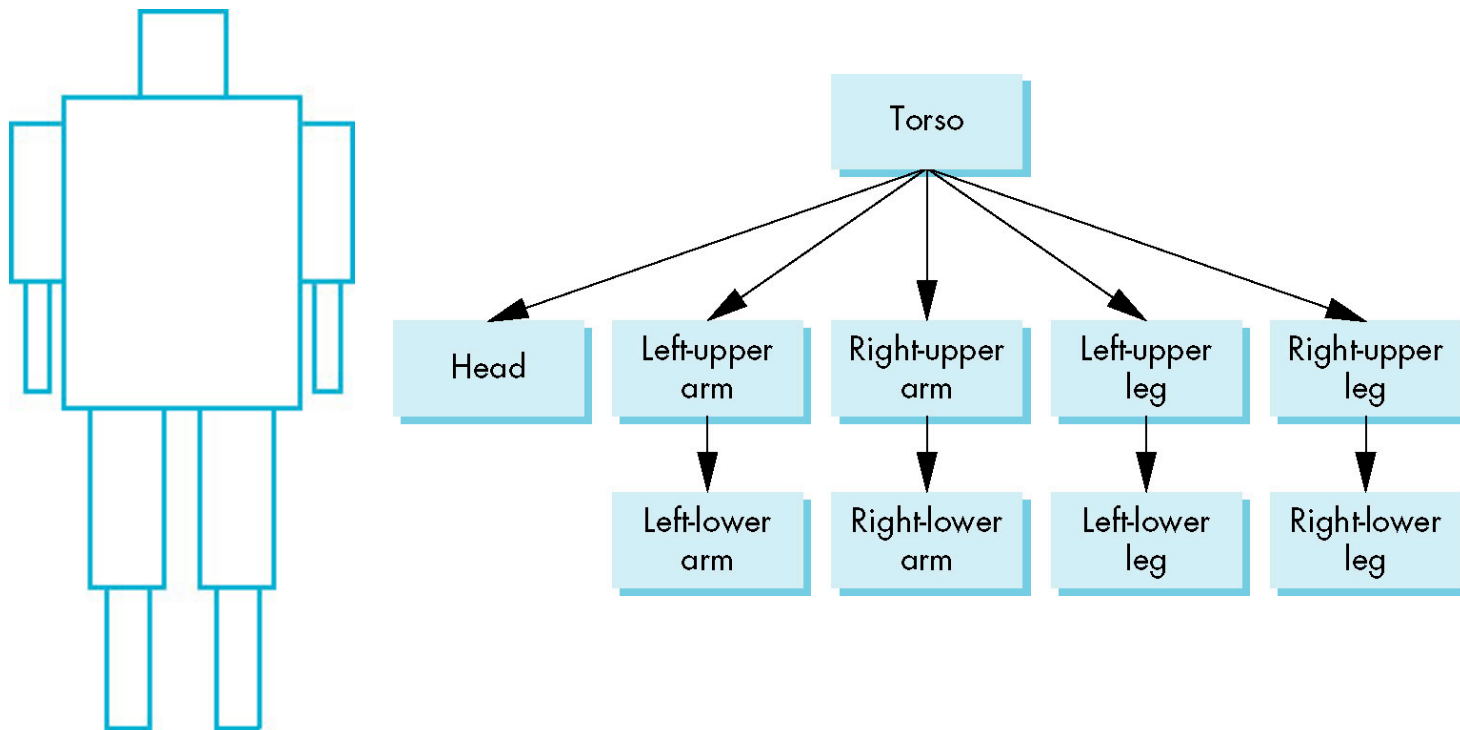 Torso
Head
Left-upper
arm
Right-upper
arm
Left-upper
leg
Right-upper
leg
Left-lower
arm
Right-lower
arm
Left-lower
leg
Right-lower
leg